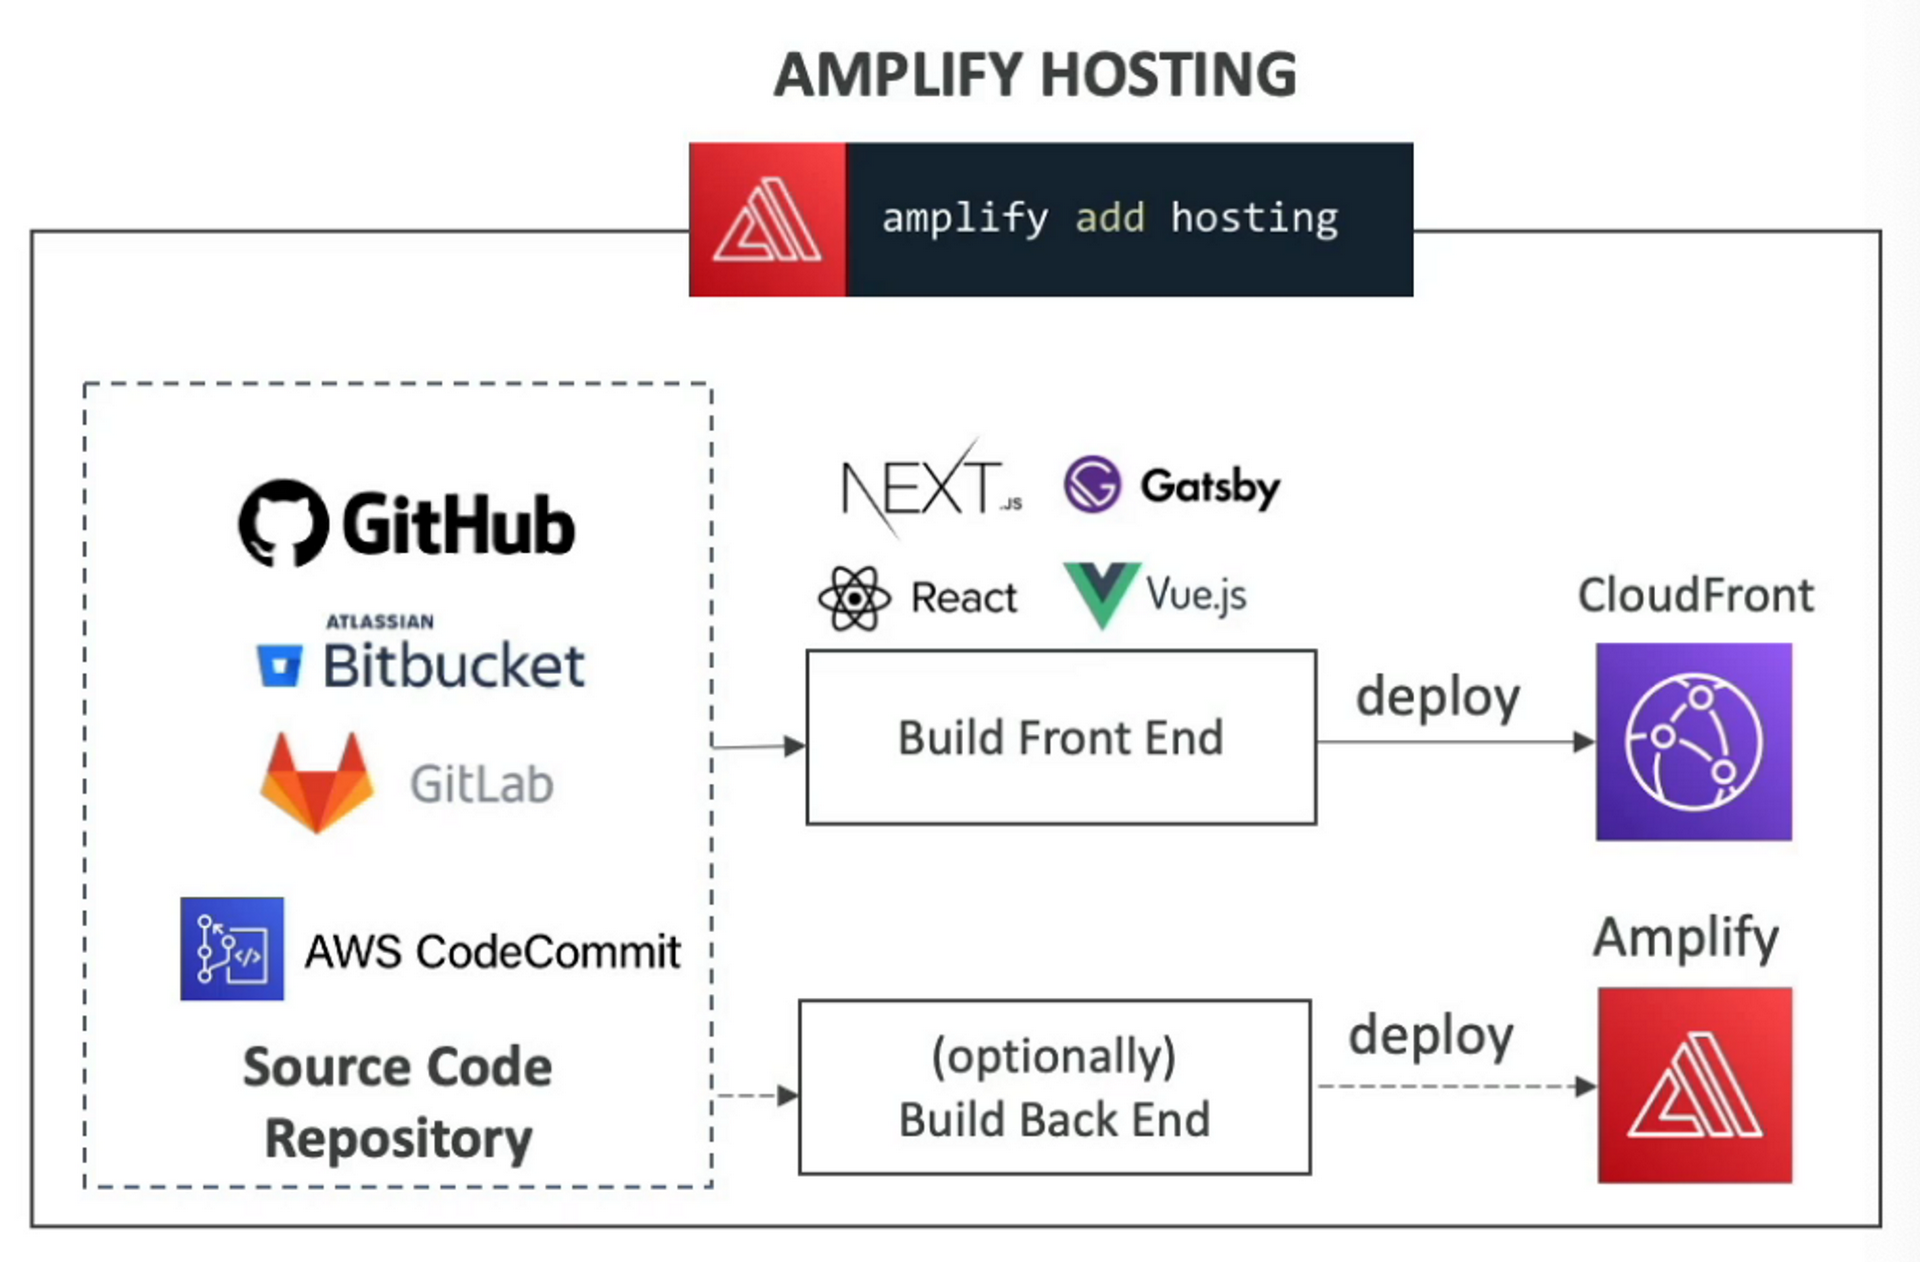 AMPLIFY HOSTING
amplify add hosting
GitHub
ATLASSIAN
Bitbucket
GitLab
AWS CodeCommit
Source Code
Repository
NEXT.JS
Gatsby
React
Vue.js
Build Front End
deploy
CloudFront
(optionally)
Build Back End
deploy
Amplify